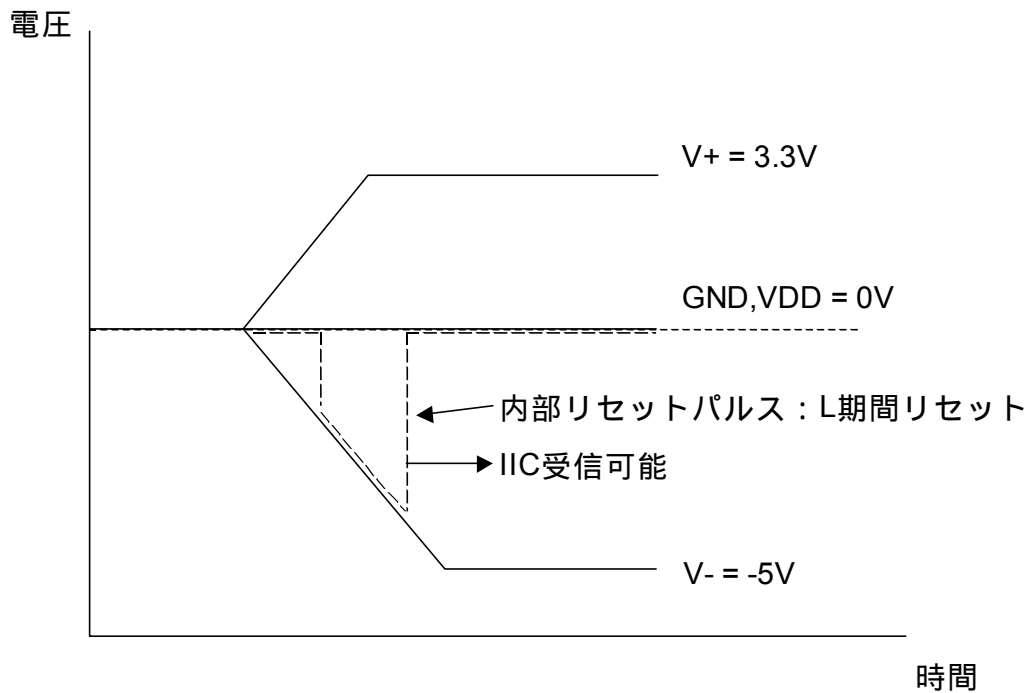 電圧
V+ = 3.3V
GND,VDD = 0V
内部リセットパルス：L期間リセット
IIC受信可能
V- = -5V
時間